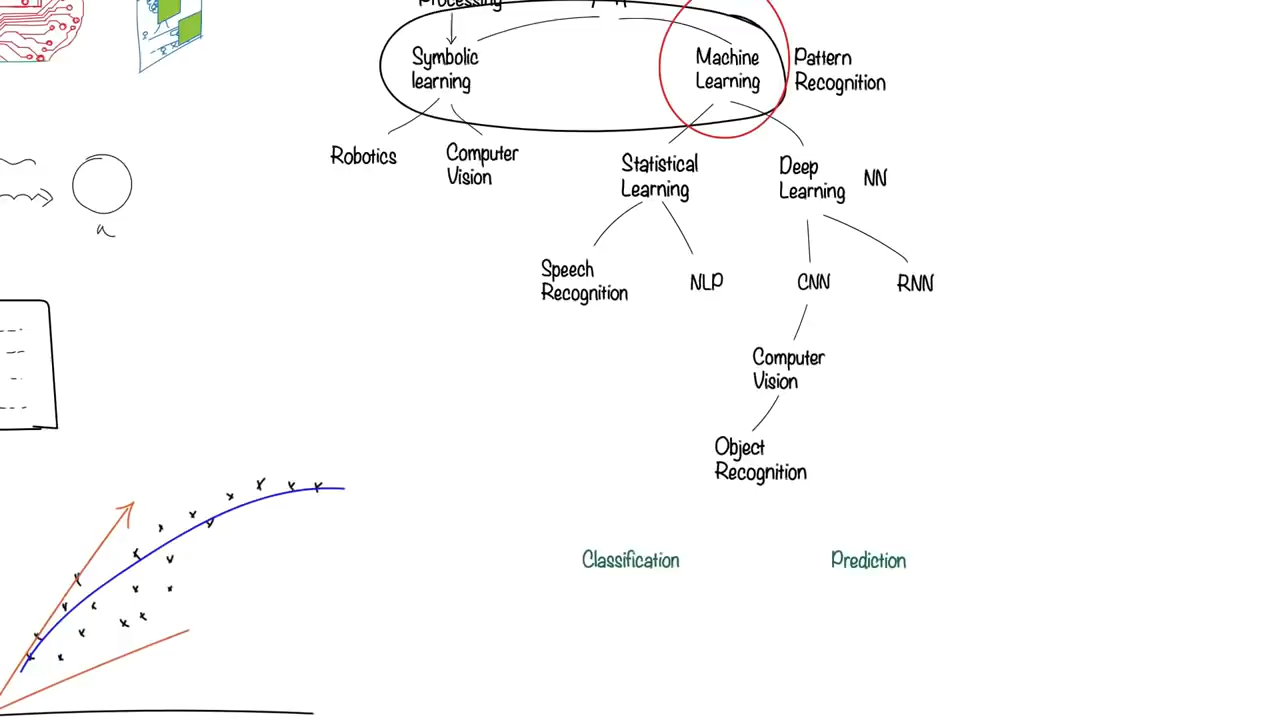 Processing
Symbolic
learning
Machine
Learning
Pattern
Recognition
Robotics
Computer
Vision
Statistical
Learning
Deep
Learning
NN
Speech
Recognition
NLP
CNN
RNN
Computer
Vision
Object
Recognition
Classification
Prediction